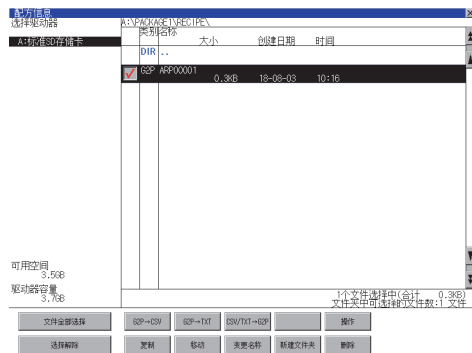 配方信息
选择驱动器
A:\PACKAGE1\RECIPE\
A:标准SD存储卡
类别 名称
大小 创建日期 时间
DIR ..
G2P ARP00001
0.3KB 18-08-03 10:16
可用空间
3.5GB
驱动器容量
3.7GB
1个文件选择中(合计 0.3KB)
文件夹中可选择的文件数:1 文件
文件全部选择 G2P→CSV G2P→TXT CSV/TXT→G2P 操作
选择解除 复制 移动 变更名称 新建文件夹 删除